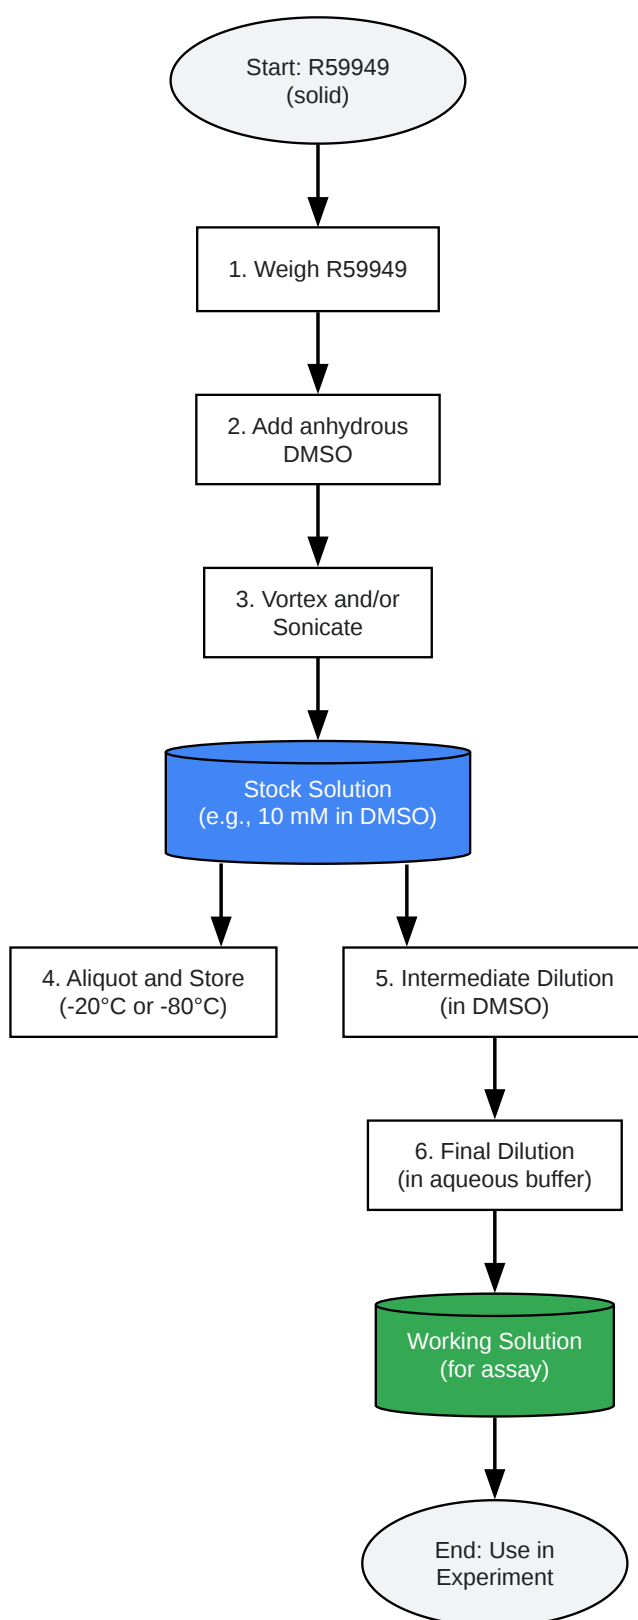 Start: R59949
(solid)
1. Weigh R59949
2. Add anhydrous
DMSO
3. Vortex and/or
Sonicate
Stock Solution
(e.g., 10 mM in DMSO)
4. Aliquot and Store
(-20°C or -80°C)
5. Intermediate Dilution
(in DMSO)
6. Final Dilution
(in aqueous buffer)
Working Solution
(for assay)
End: Use in
Experiment